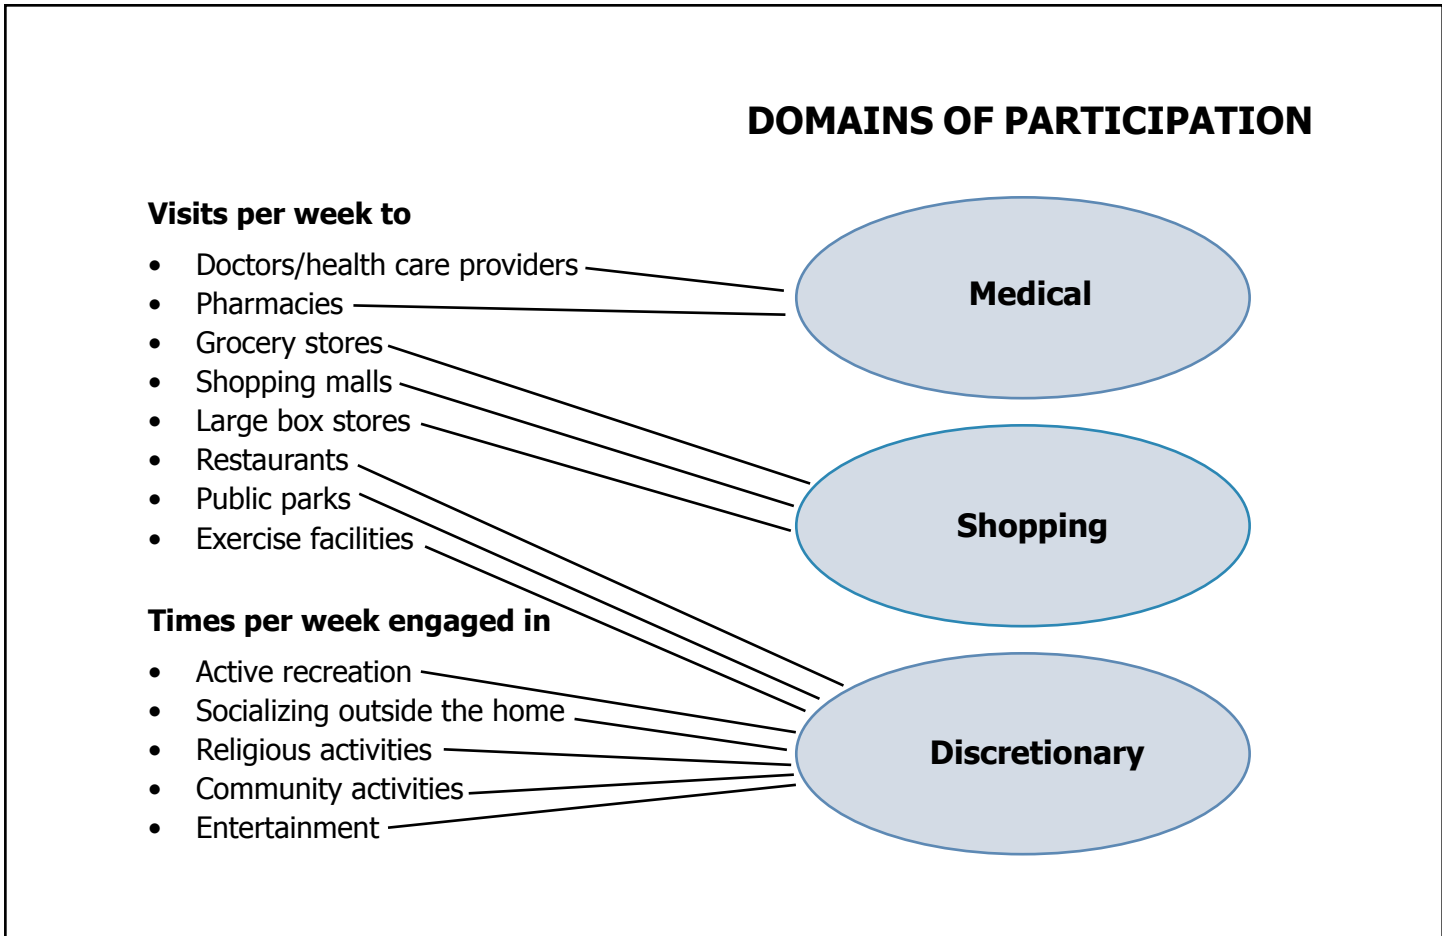 DOMAINS OF PARTICIPATION
Visits per week to
• Doctors/health care providers
• Pharmacies
• Grocery stores
• Shopping malls
• Large box stores
• Restaurants
• Public parks
• Exercise facilities
Times per week engaged in
• Active recreation
• Socializing outside the home
• Religious activities
• Community activities
• Entertainment
Medical
Shopping
Discretionary